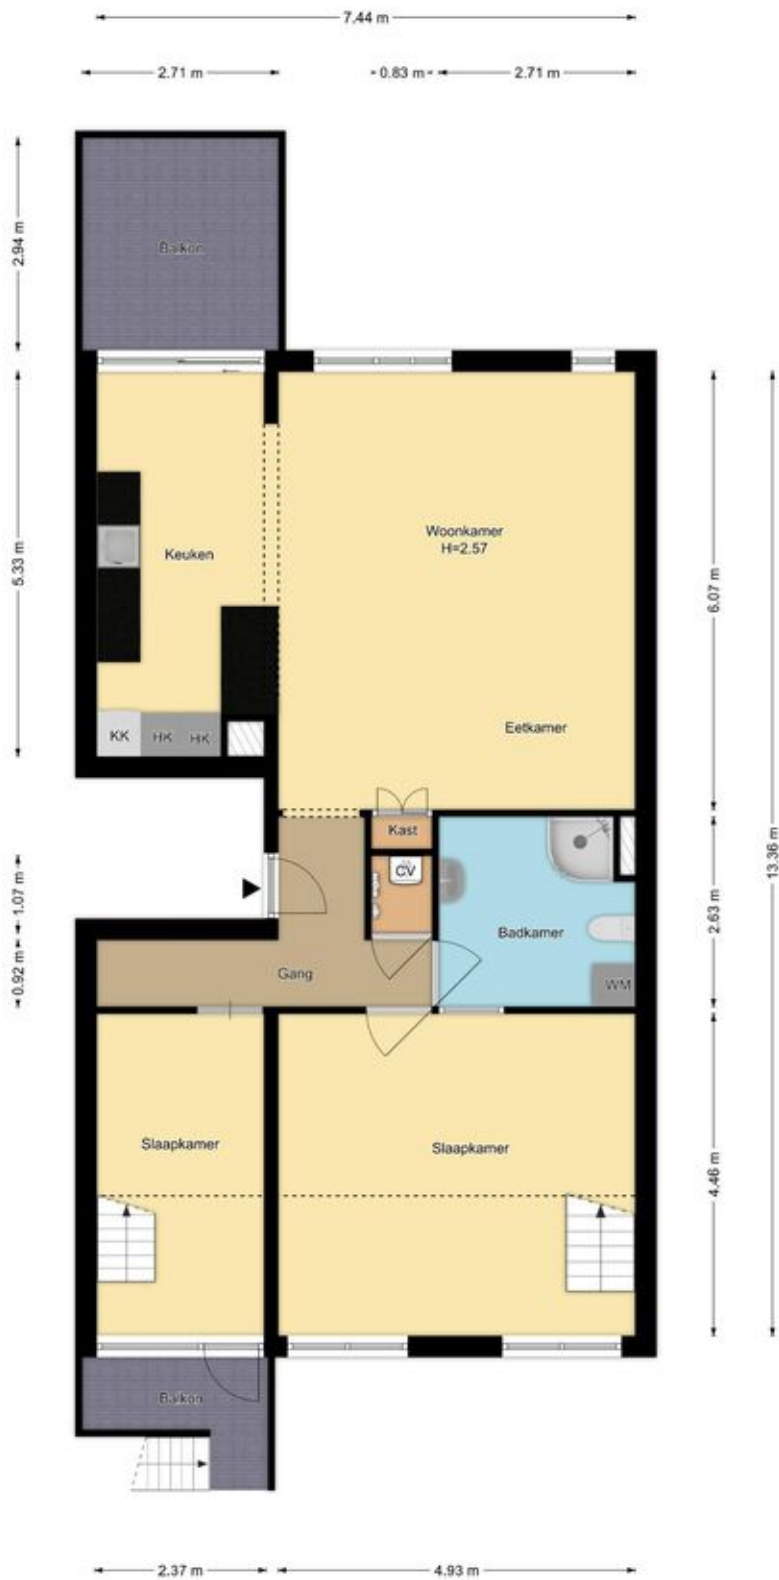 7.44 m
2.71 m
0.83 m
2.71 m
2.94 m
Balkon
5.33 m
Keuken
Woonkamer
H=2.57
6.07 m
Eetkamer
KK HK HK
Kast
CV
1.07 m
13.36 m
2.63 m
Badkamer
0.92 m
Gang
WM
Slaapkamer
Slaapkamer
4.46 m
Balkon
2.37 m
4.93 m